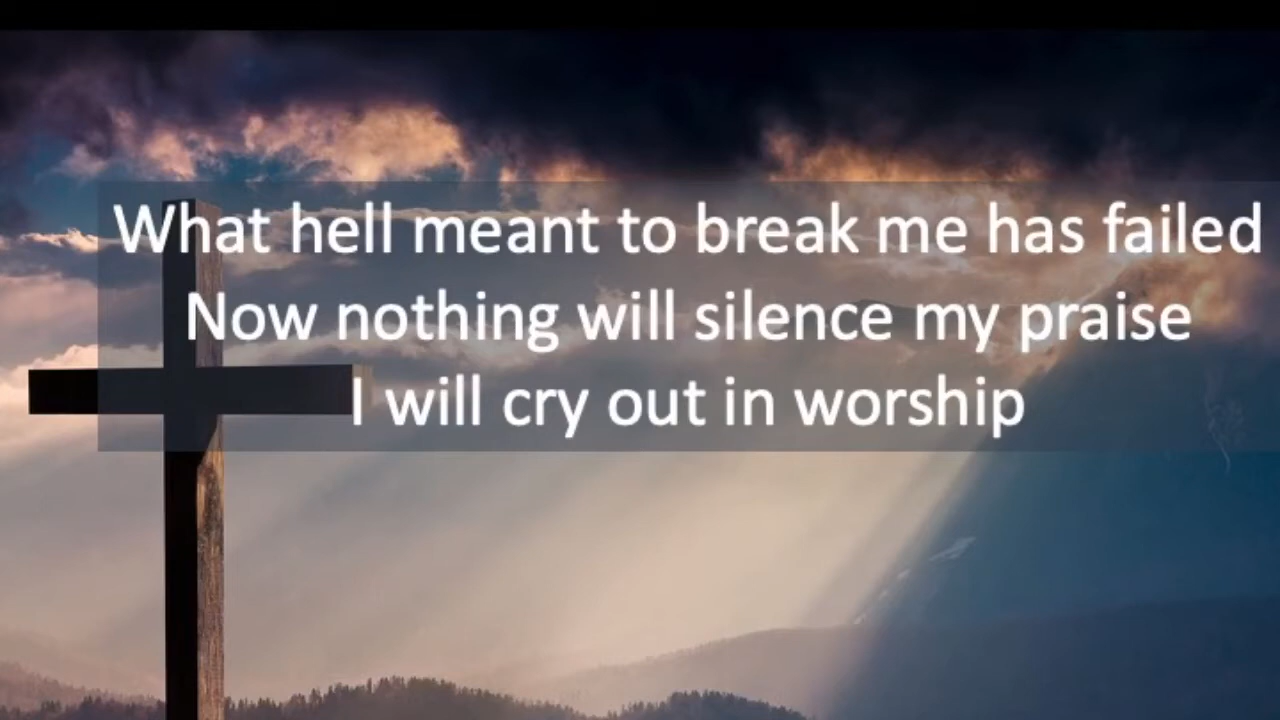 What hell meant to break me has failed
Now nothing will silence my praise
I will cry out in worship